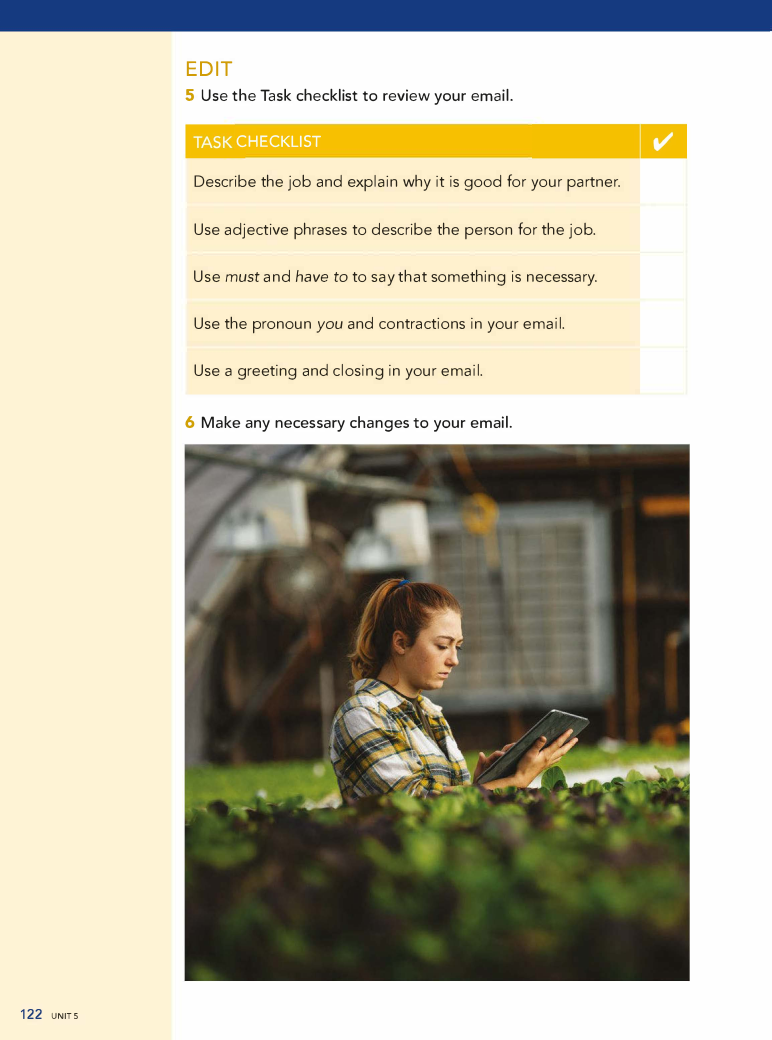 EDIT
5 Use the Task checklist to review your email.
TASK CHECKLIST ✔
Describe the job and explain why it is good for your partner.
Use adjective phrases to describe the person for the job.
Use must and have to to say that something is necessary.
Use the pronoun you and contractions in your email.
Use a greeting and closing in your email.
6 Make any necessary changes to your email.
122 UNIT 5